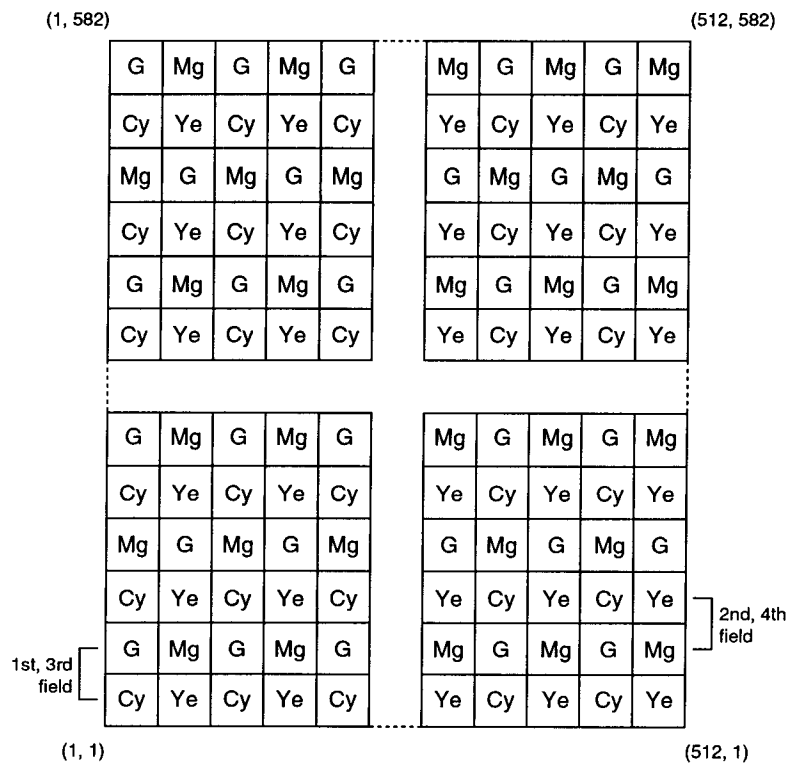 (1, 582) (512, 582)
G Mg G Mg G Mg G Mg G Mg
Cy Ye Cy Ye Cy Ye Cy Ye Cy Ye
Mg G Mg G Mg G Mg G Mg G
Cy Ye Cy Ye Cy Ye Cy Ye Cy Ye
G Mg G Mg G Mg G Mg G Mg
Cy Ye Cy Ye Cy Ye Cy Ye Cy Ye
G Mg G Mg G Mg G Mg G Mg
Cy Ye Cy Ye Cy Ye Cy Ye Cy Ye
Mg G Mg G Mg G Mg G Mg G
Cy Ye Cy Ye Cy Ye Cy Ye Cy Ye
2nd, 4th
field
G Mg G Mg G Mg G Mg G Mg
1st, 3rd
field
Cy Ye Cy Ye Cy Ye Cy Ye Cy Ye
(1, 1) (512, 1)